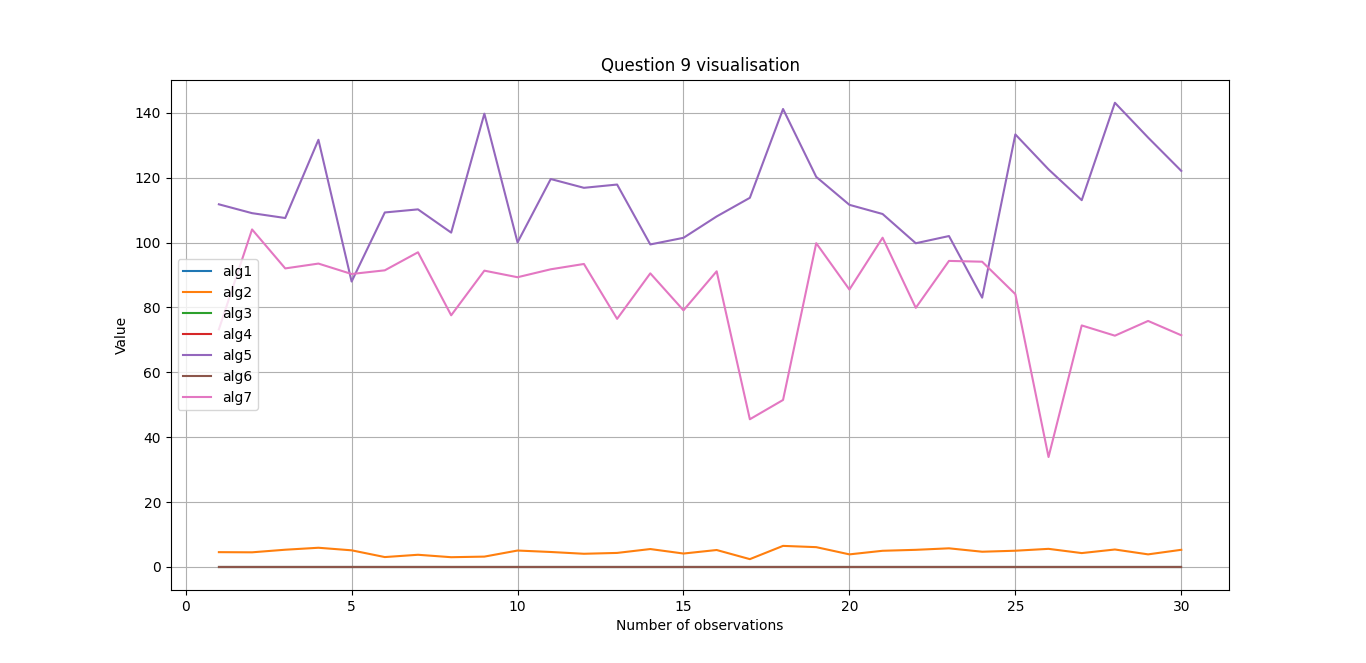 Question 9 visualisation
140
120
100
80
60
40
20
0
Value
alg1
alg2
alg3
alg4
alg5
alg6
alg7
0 5 10 15 20 25 30
Number of observations